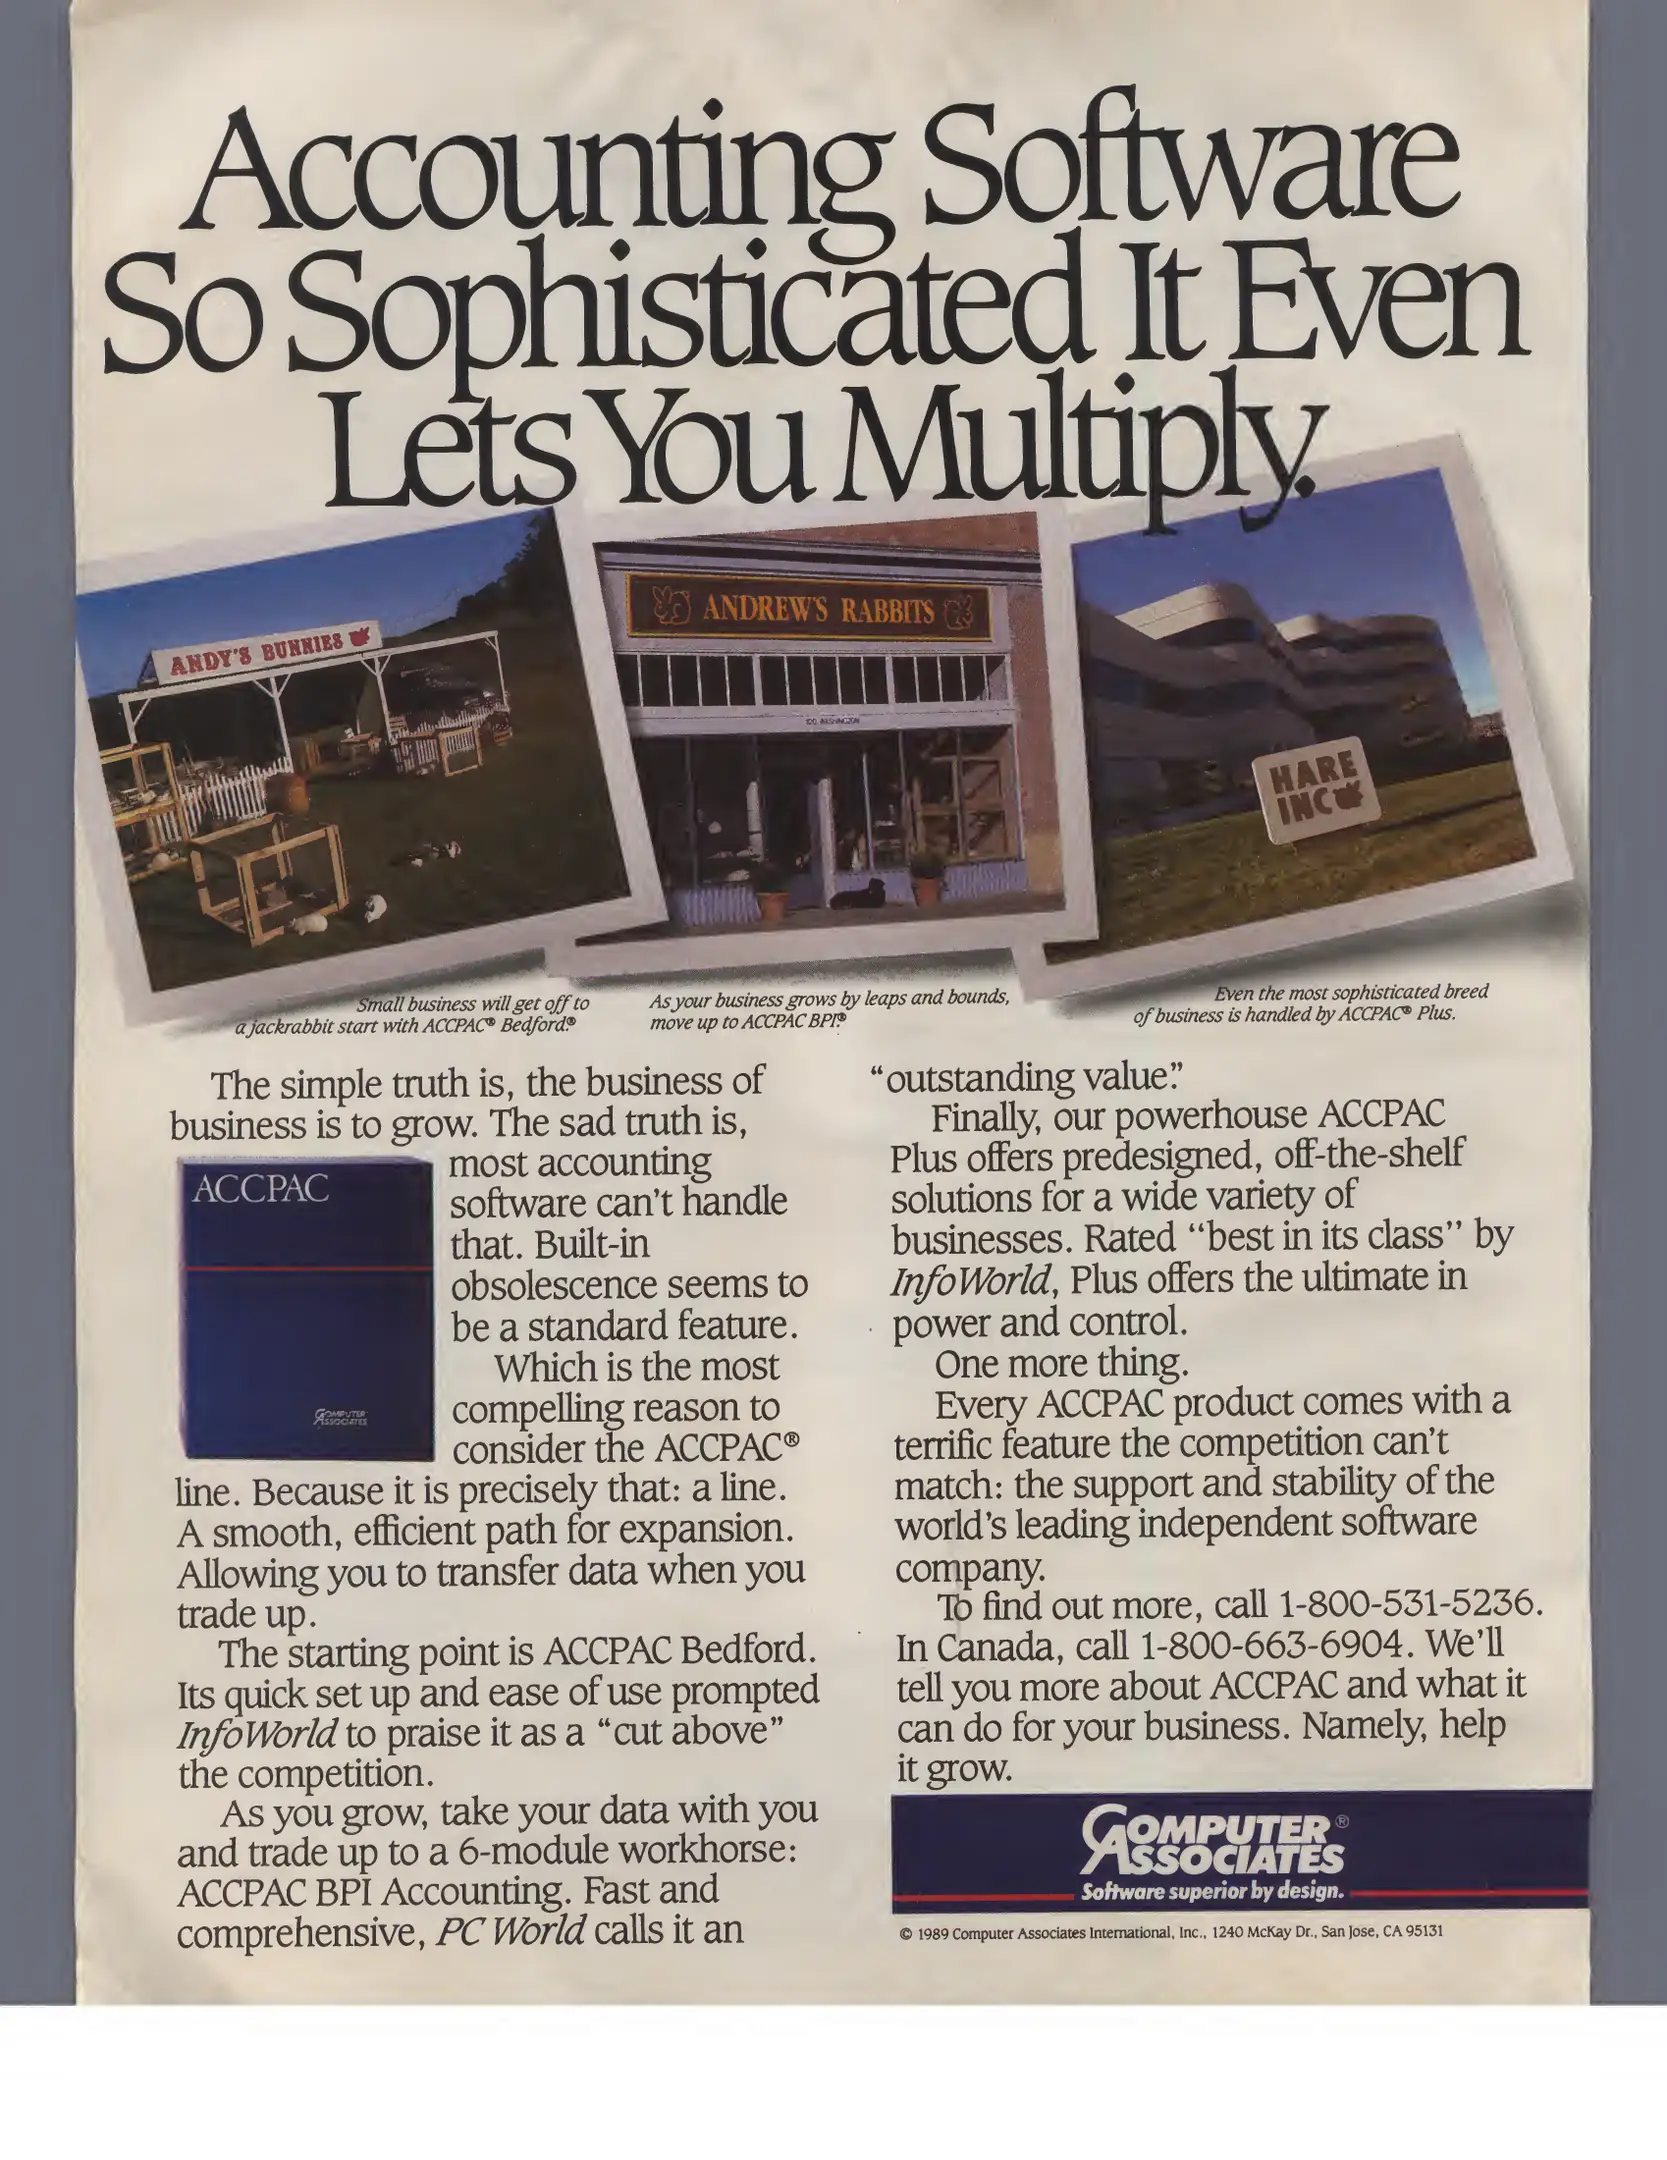 Accounting Software
So Sophisticated It Even
Lets You Multiply.
ANDY'S BUNNIES
ANDREW'S RABBITS
HARE
INC
Small business will get off to
a jackrabbit start with ACCPAC® Bedford.®
As your business grows by leaps and bounds,
move up to ACCPAC BPI.®
Even the most sophisticated breed
of business is handled by ACCPAC® Plus.
The simple truth is, the business of
business is to grow. The sad truth is,
most accounting
software can't handle
that. Built-in
obsolescence seems to
be a standard feature.
Which is the most
compelling reason to
consider the ACCPAC®
line. Because it is precisely that: a line.
A smooth, efficient path for expansion.
Allowing you to transfer data when you
trade up.
The starting point is ACCPAC Bedford.
Its quick set up and ease of use prompted
InfoWorld to praise it as a “cut above”
the competition.
As you grow, take your data with you
and trade up to a 6-module workhorse:
ACCPAC BPI Accounting. Fast and
comprehensive, PC World calls it an
ACCPAC
COMPUTER
ASSOCIATES
“outstanding value.”
Finally, our powerhouse ACCPAC
Plus offers predesigned, off-the-shelf
solutions for a wide variety of
businesses. Rated “best in its class” by
InfoWorld, Plus offers the ultimate in
power and control.
One more thing.
Every ACCPAC product comes with a
terrific feature the competition can't
match: the support and stability of the
world's leading independent software
company.
To find out more, call 1-800-531-5236.
In Canada, call 1-800-663-6904. We'll
tell you more about ACCPAC and what it
can do for your business. Namely, help
it grow.
COMPUTER®
ASSOCIATES
Software superior by design.
© 1989 Computer Associates International, Inc., 1240 McKay Dr., San Jose, CA 95131